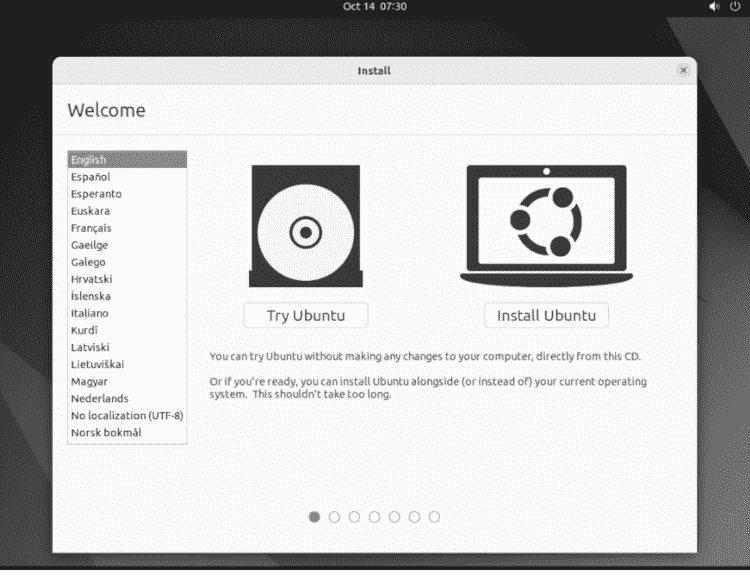 Oct 14 07:30
Install
Welcome
English
Español
Esperanto
Euskara
Français
Gaeilge
Galego
Hrvatski
Íslenska
Italiano
Kurdî
Latviski
Lietuviškai
Magyar
Nederlands
No localization (UTF-8)
Norsk bokmål
Try Ubuntu
Install Ubuntu
You can try Ubuntu without making any changes to your computer, directly from this CD.
Or if you're ready, you can install Ubuntu alongside (or instead of) your current operating
system. This shouldn't take too long.